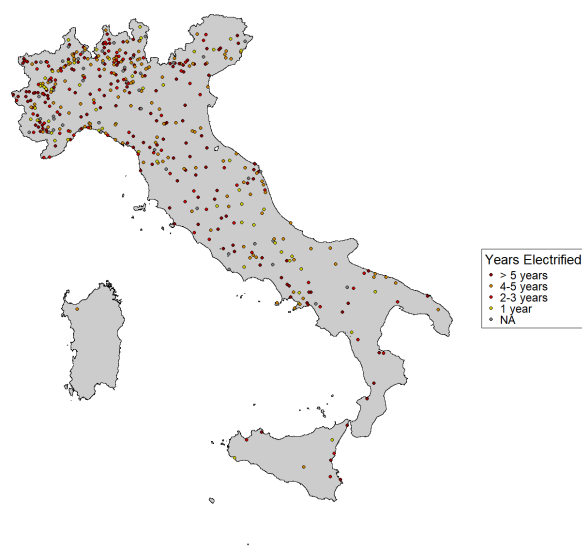 Years Electrified
> 5 years
4-5 years
2-3 years
1 year
NA